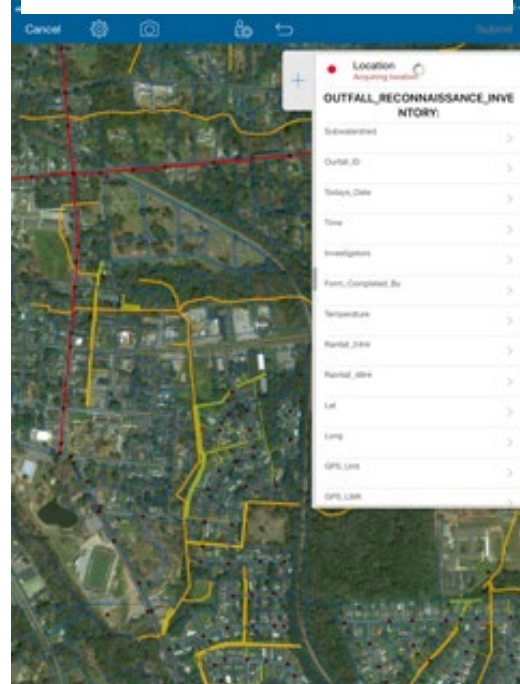 Cancel
Submit
Location
Acquiring location
OUTFALL_RECONNAISSANCE_INVE
NTORY:
Subwatershed
Outfall_ID
Todays_Date
Time
Investigators
Form_Completed_By
Temperature
Rainfall_24Hr
Rainfall_48Hr
Lat
Long
GPS_Unit
GPS_LMK